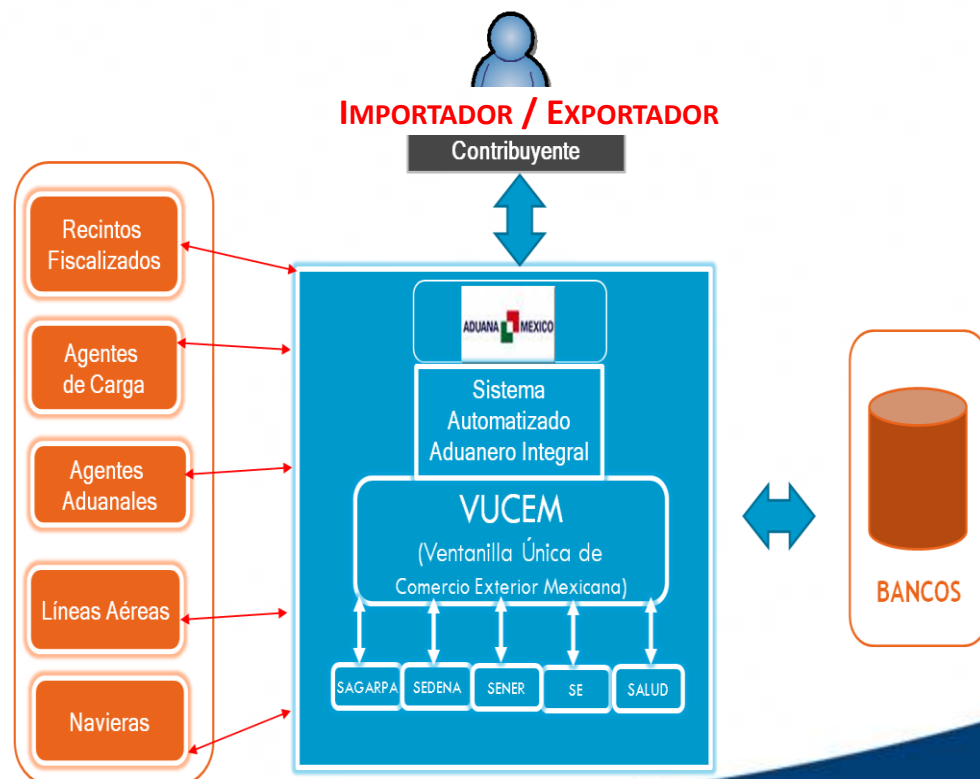 IMPORTADOR / EXPORTADOR
Contribuyente
Recintos
Fiscalizados
Agentes
de Carga
Agentes
Aduanales
Líneas Aéreas
Navieras
ADUANA MEXICO
Sistema
Automatizado
Aduanero Integral
VUCEM
(Ventanilla Única de
Comercio Exterior Mexicana)
SAGARPA
SEDENA
SENER
SE
SALUD
BANCOS